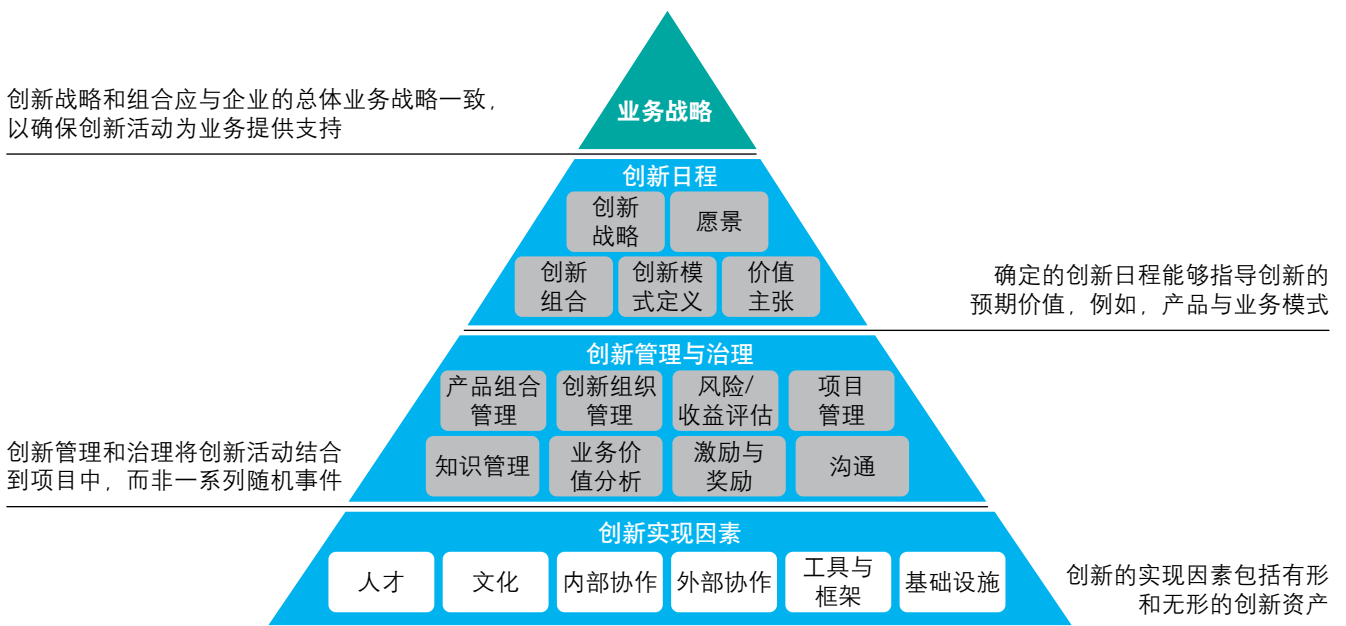 业务战略
创新战略和组合应与企业的总体业务战略一致，
以确保创新活动为业务提供支持
创新日程
创新
战略
愿景
创新
组合
创新模
式定义
价值
主张
确定的创新日程能够指导创新的
预期价值，例如，产品与业务模式
创新管理与治理
产品组合
管理
创新组织
管理
风险/
收益评估
项目
管理
知识管理
业务价
值分析
激励与
奖励
沟通
创新管理和治理将创新活动结合
到项目中，而非一系列随机事件
创新实现因素
人才
文化
内部协作
外部协作
工具与
框架
基础设施
创新的实现因素包括有形
和无形的创新资产